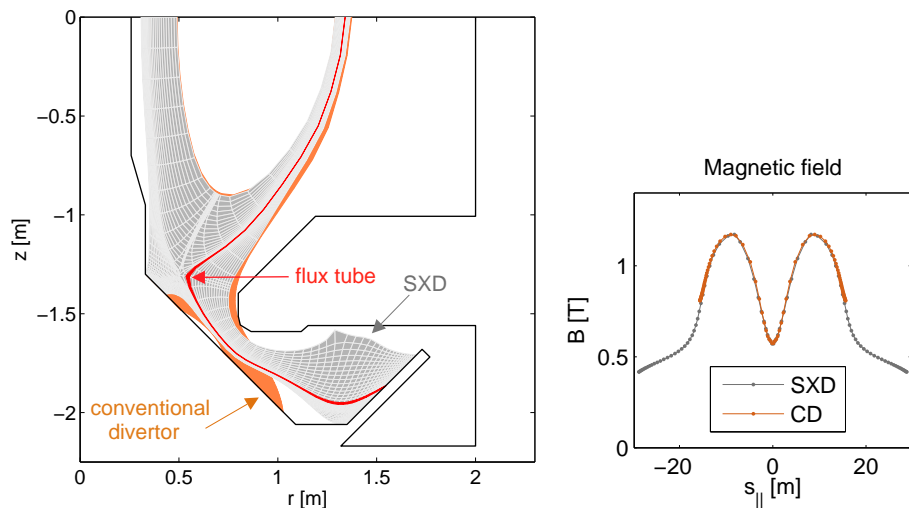 0
−0.5
−1
−1.5
−2
z [m]
0
0.5
1
1.5
2
r [m]
flux tube
SXD
conventional
divertor
Magnetic field
1
0.5
0
B [T]
−20
0
20
s|| [m]
SXD
CD